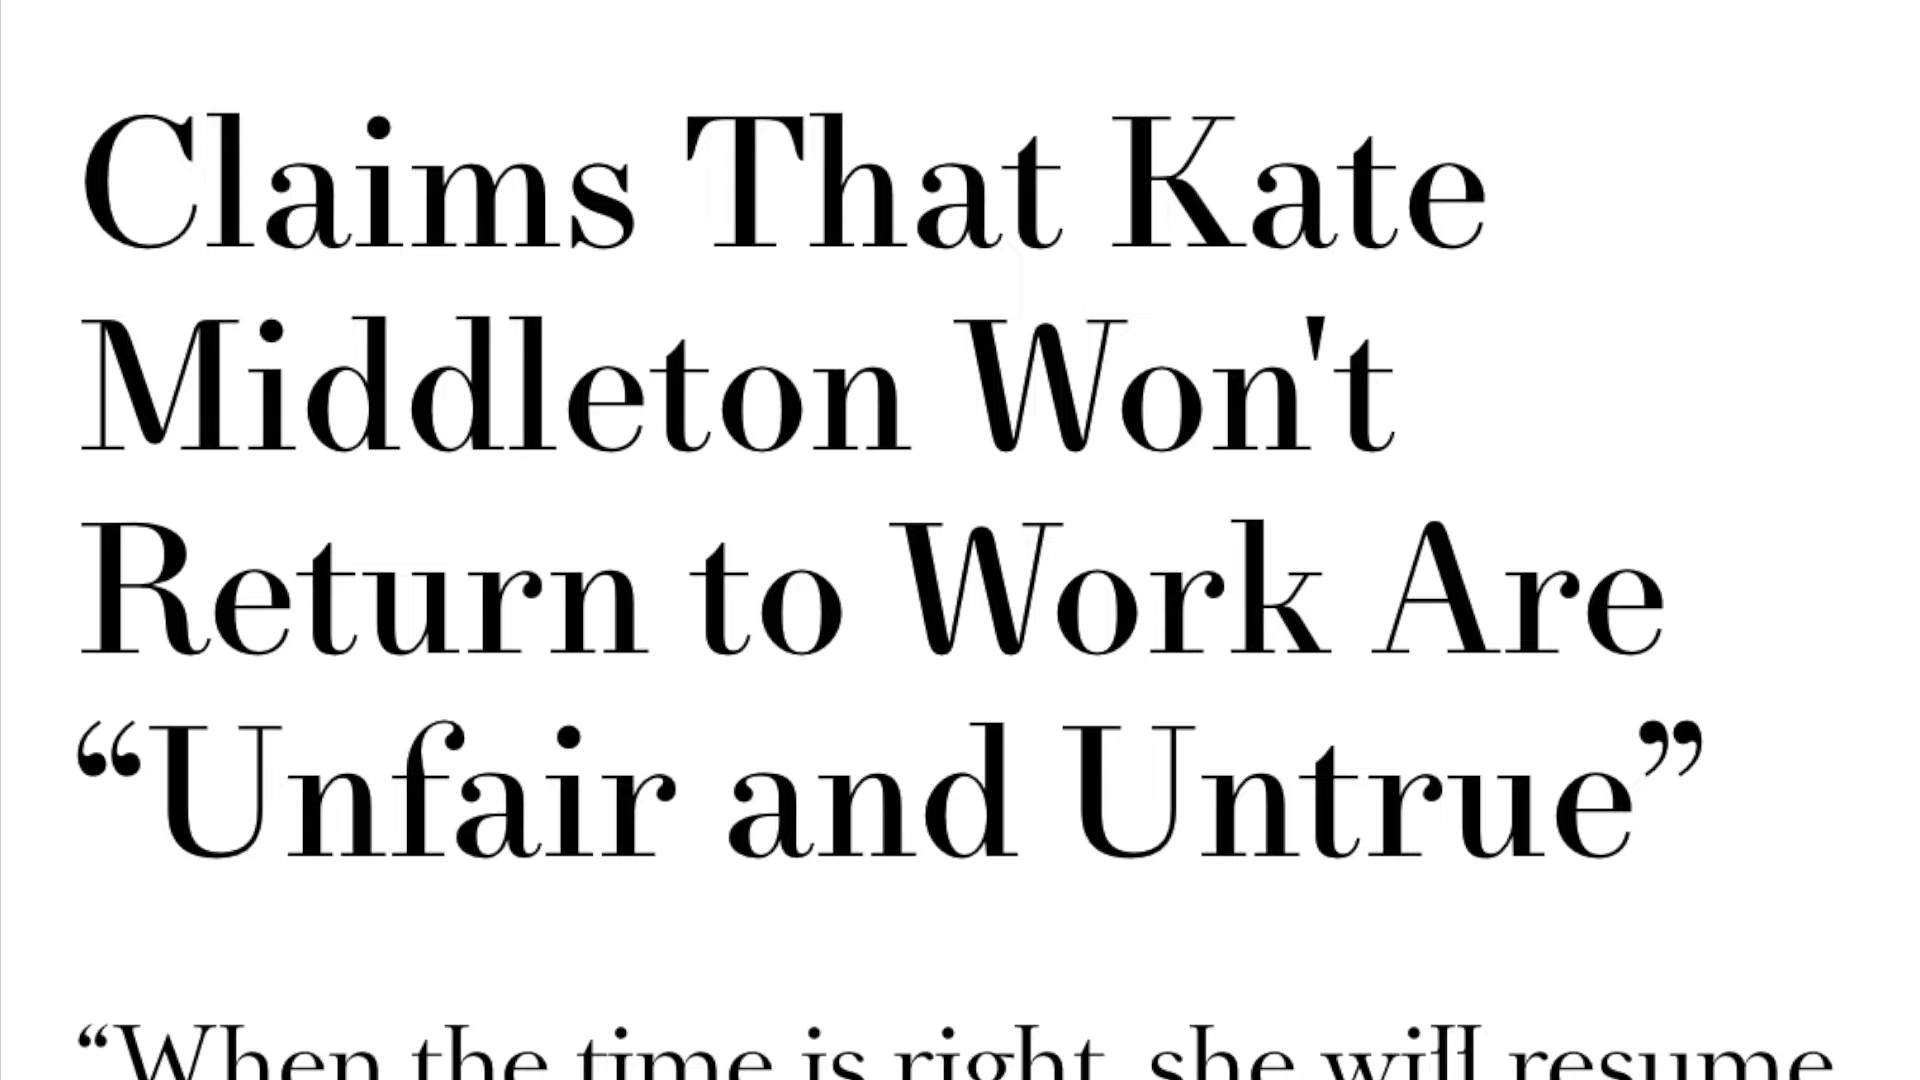 Claims That Kate
Middleton Won't
Return to Work Are
“Unfair and Untrue”
“When the time is right, she will resume